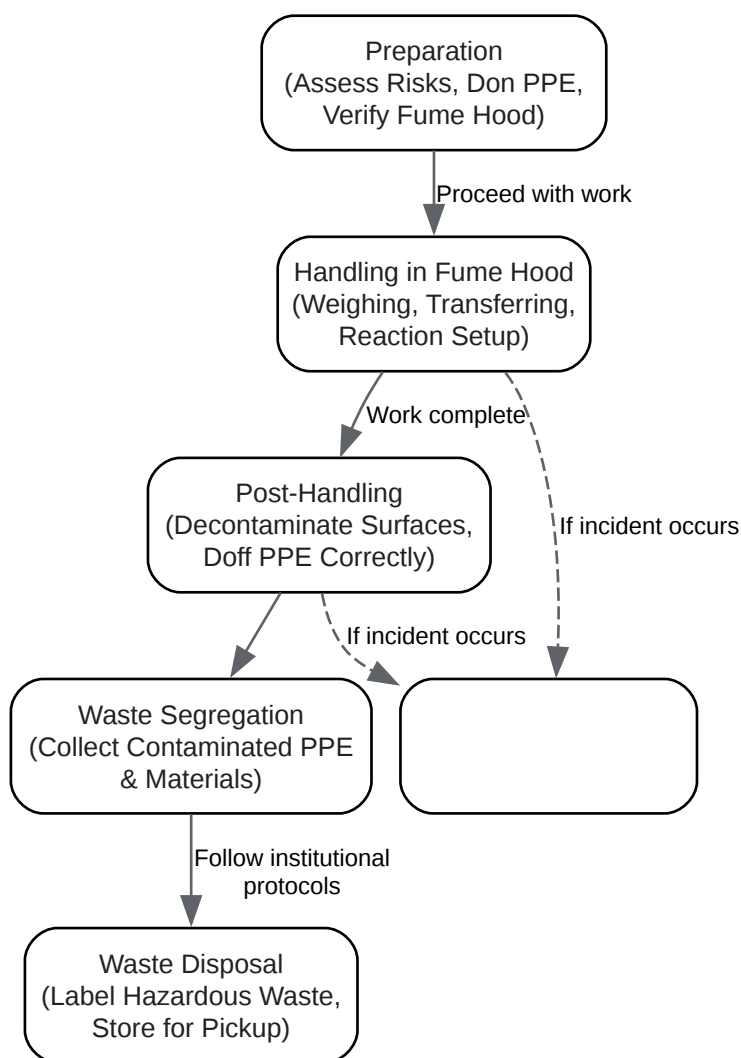 Preparation
(Assess Risks, Don PPE,
Verify Fume Hood)
Proceed with work
Handling in Fume Hood
(Weighing, Transferring,
Reaction Setup)
Work complete
Post-Handling
(Decontaminate Surfaces,
Doff PPE Correctly)
If incident occurs
If incident occurs
Waste Segregation
(Collect Contaminated PPE
& Materials)
Follow institutional
protocols
Waste Disposal
(Label Hazardous Waste,
Store for Pickup)